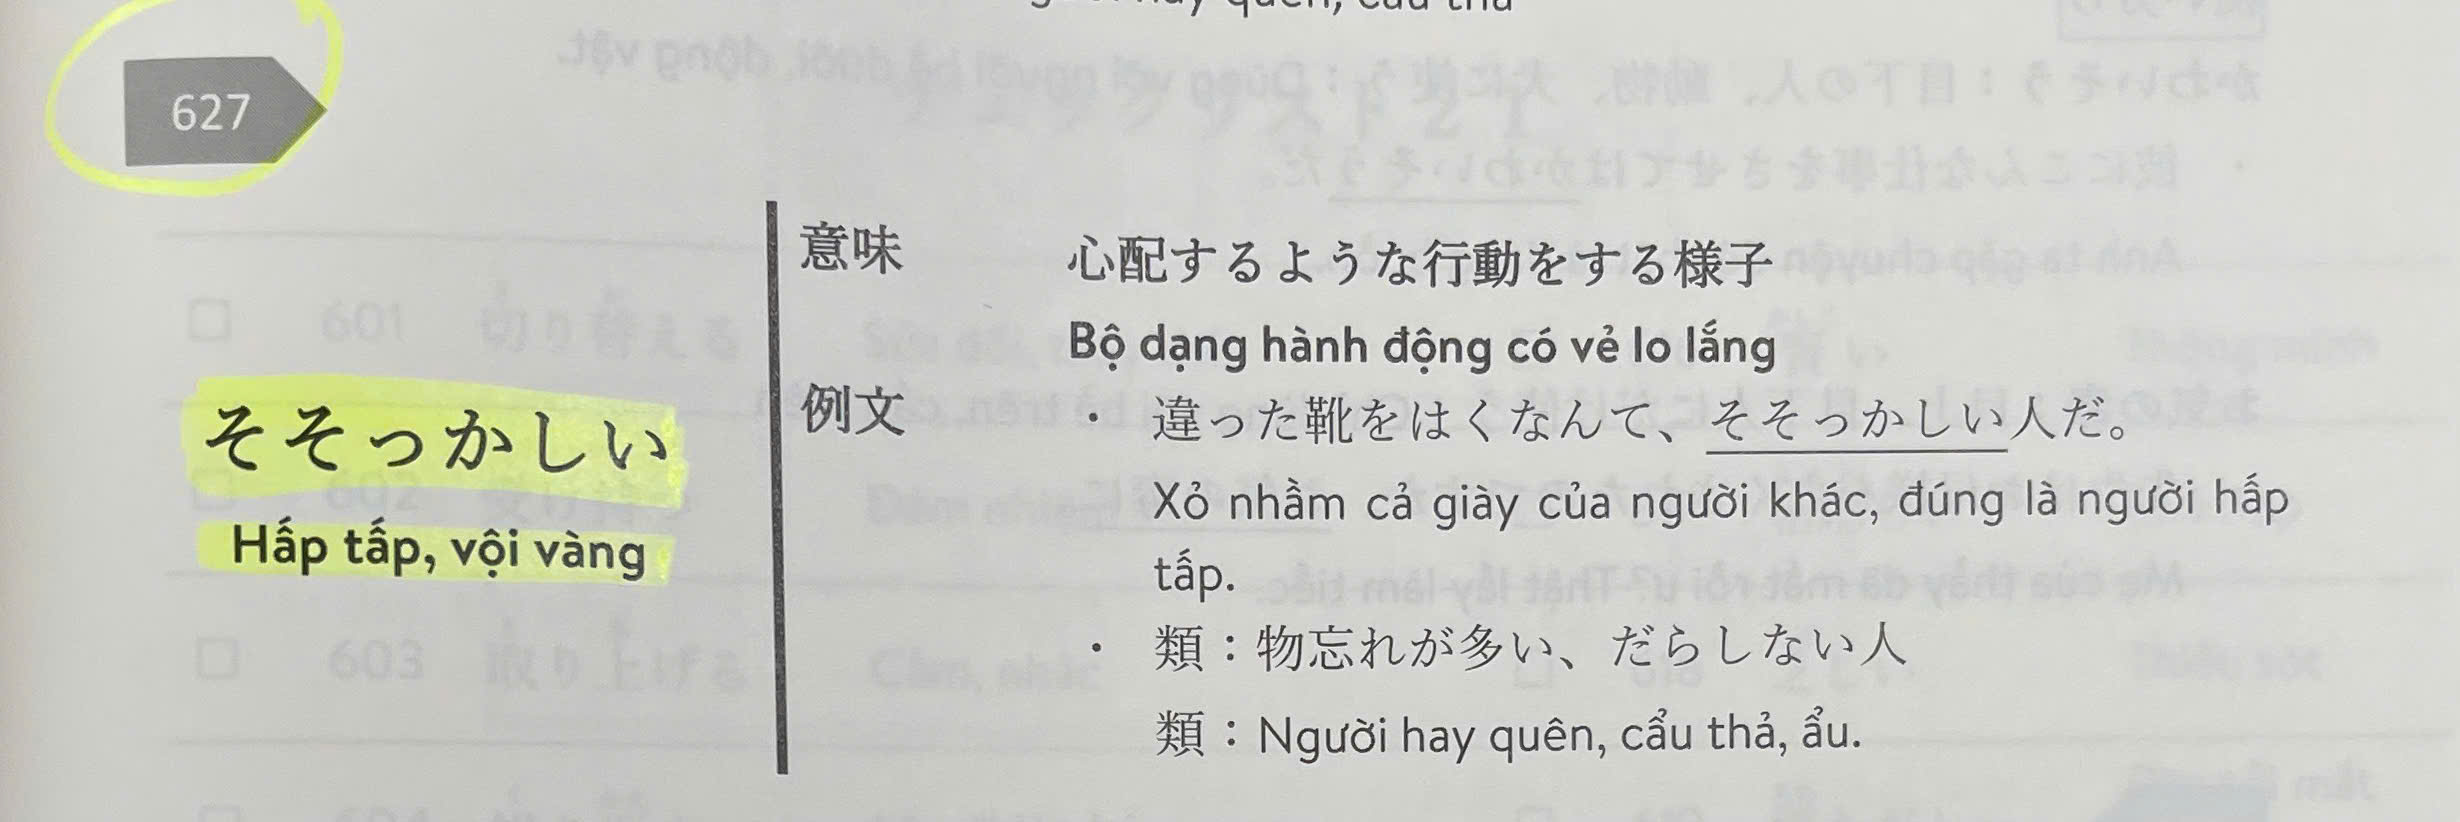 627
そそっかしい
Hấp tấp, vội vàng
意味
心配するような行動をする様子
Bộ dạng hành động có vẻ lo lắng
例文
・ 違った靴をはくなんて、そそっかしい人だ。
Xỏ nhầm cả giày của người khác, đúng là người hấp
tấp.
・ 類：物忘れが多い、だらしない人
類：Người hay quên, cẩu thả, ẩu.